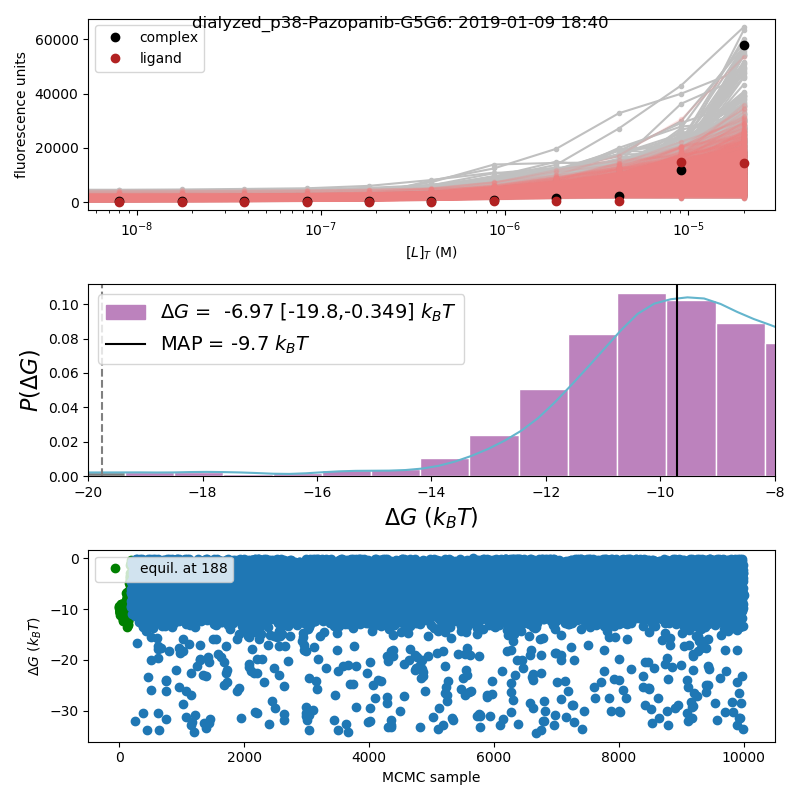 dialyzed_p38-Pazopanib-G5G6: 2019-01-09 18:40
complex
ligand
fluorescence units
60000
40000
20000
0
10⁻⁸ 10⁻⁷ 10⁻⁶ 10⁻⁵
[L]_T (M)
ΔG = -6.97 [-19.8,-0.349] k_BT
MAP = -9.7 k_BT
P(ΔG)
0.10
0.08
0.06
0.04
0.02
0.00
−20 −18 −16 −14 −12 −10 −8
ΔG (k_BT)
equil. at 188
ΔG (k_BT)
0
−10
−20
−30
0 2000 4000 6000 8000 10000
MCMC sample